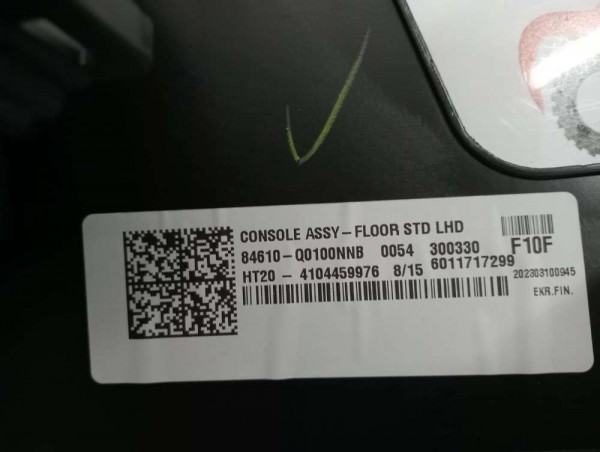 CONSOLE ASSY-FLOOR STD LHD
84610-Q0100NNB 0054 300330 F10F
HT20 - 4104459976 8/15 6011717299
202303100945
EKR.FIN.